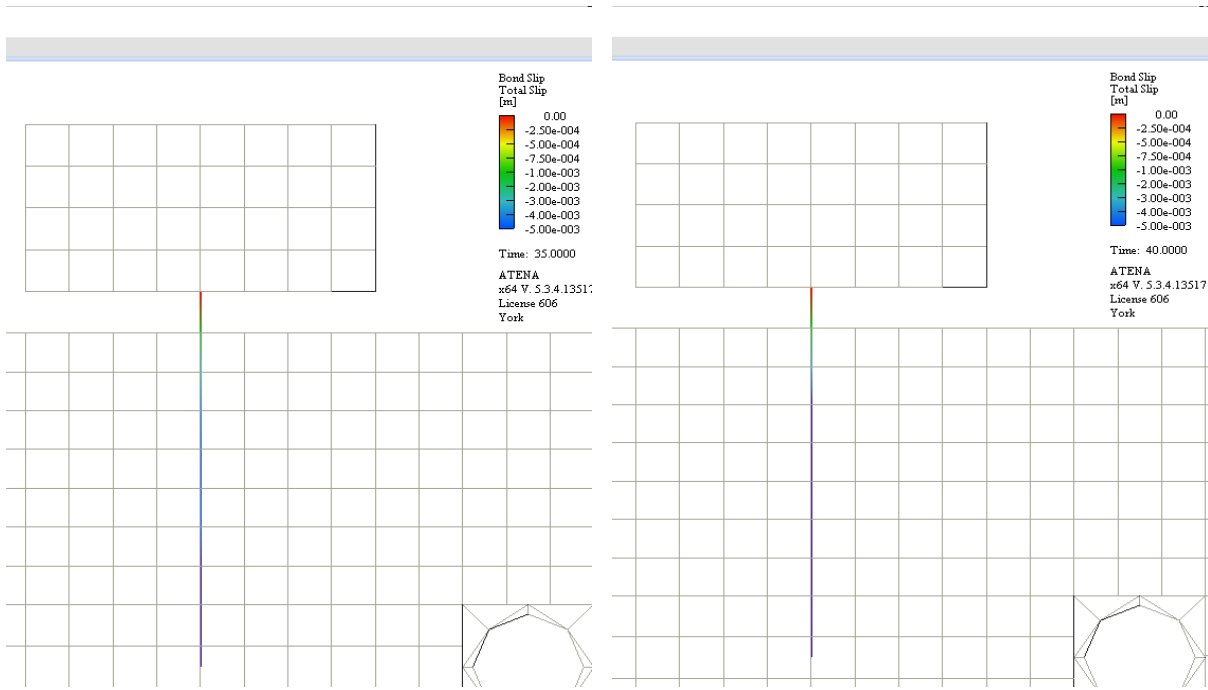 Bond Slip
Total Slip
[m]
0.00
-2.50e-004
-5.00e-004
-7.50e-004
-1.00e-003
-2.00e-003
-3.00e-003
-4.00e-003
-5.00e-003
Time: 35.0000
ATENA
x64 V. 5.3.4.13517
License 606
York
Bond Slip
Total Slip
[m]
0.00
-2.50e-004
-5.00e-004
-7.50e-004
-1.00e-003
-2.00e-003
-3.00e-003
-4.00e-003
-5.00e-003
Time: 40.0000
ATENA
x64 V. 5.3.4.13517
License 606
York